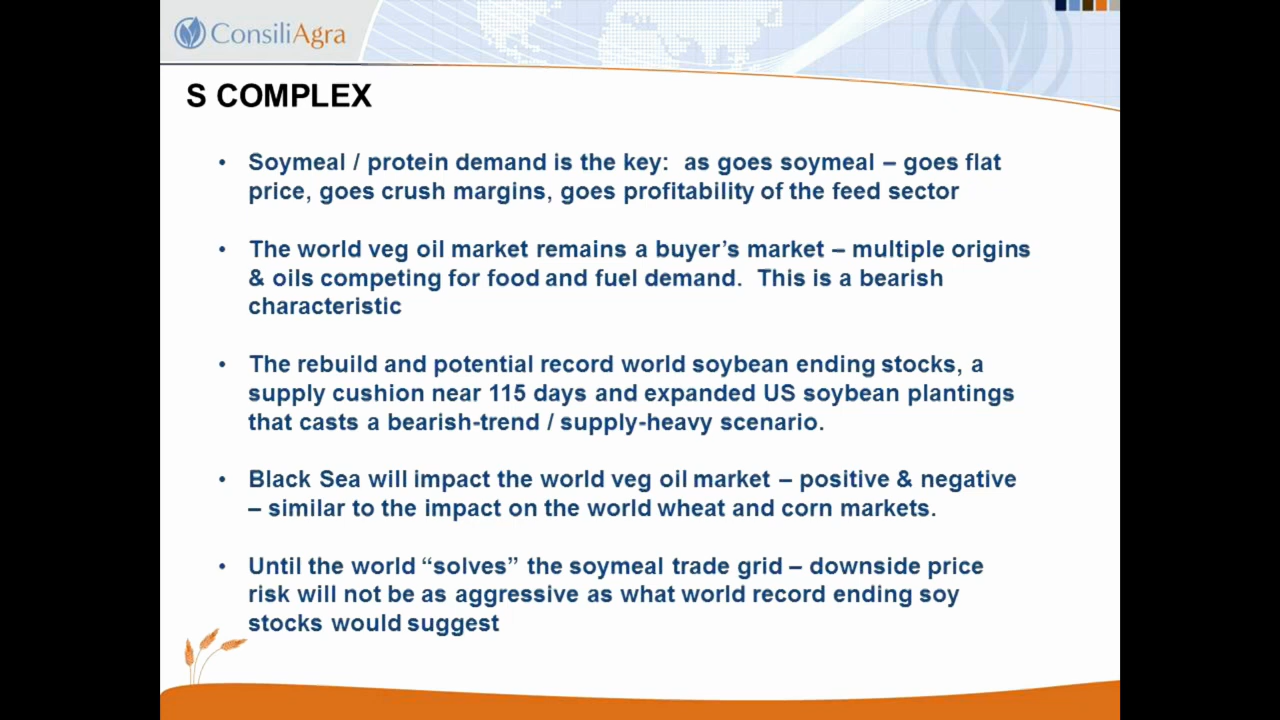 ConsiliAgra
S COMPLEX
• Soymeal / protein demand is the key:  as goes soymeal – goes flat
price, goes crush margins, goes profitability of the feed sector
• The world veg oil market remains a buyer’s market – multiple origins
& oils competing for food and fuel demand.  This is a bearish
characteristic
• The rebuild and potential record world soybean ending stocks, a
supply cushion near 115 days and expanded US soybean plantings
that casts a bearish-trend / supply-heavy scenario.
• Black Sea will impact the world veg oil market – positive & negative
– similar to the impact on the world wheat and corn markets.
• Until the world “solves” the soymeal trade grid – downside price
risk will not be as aggressive as what world record ending soy
stocks would suggest